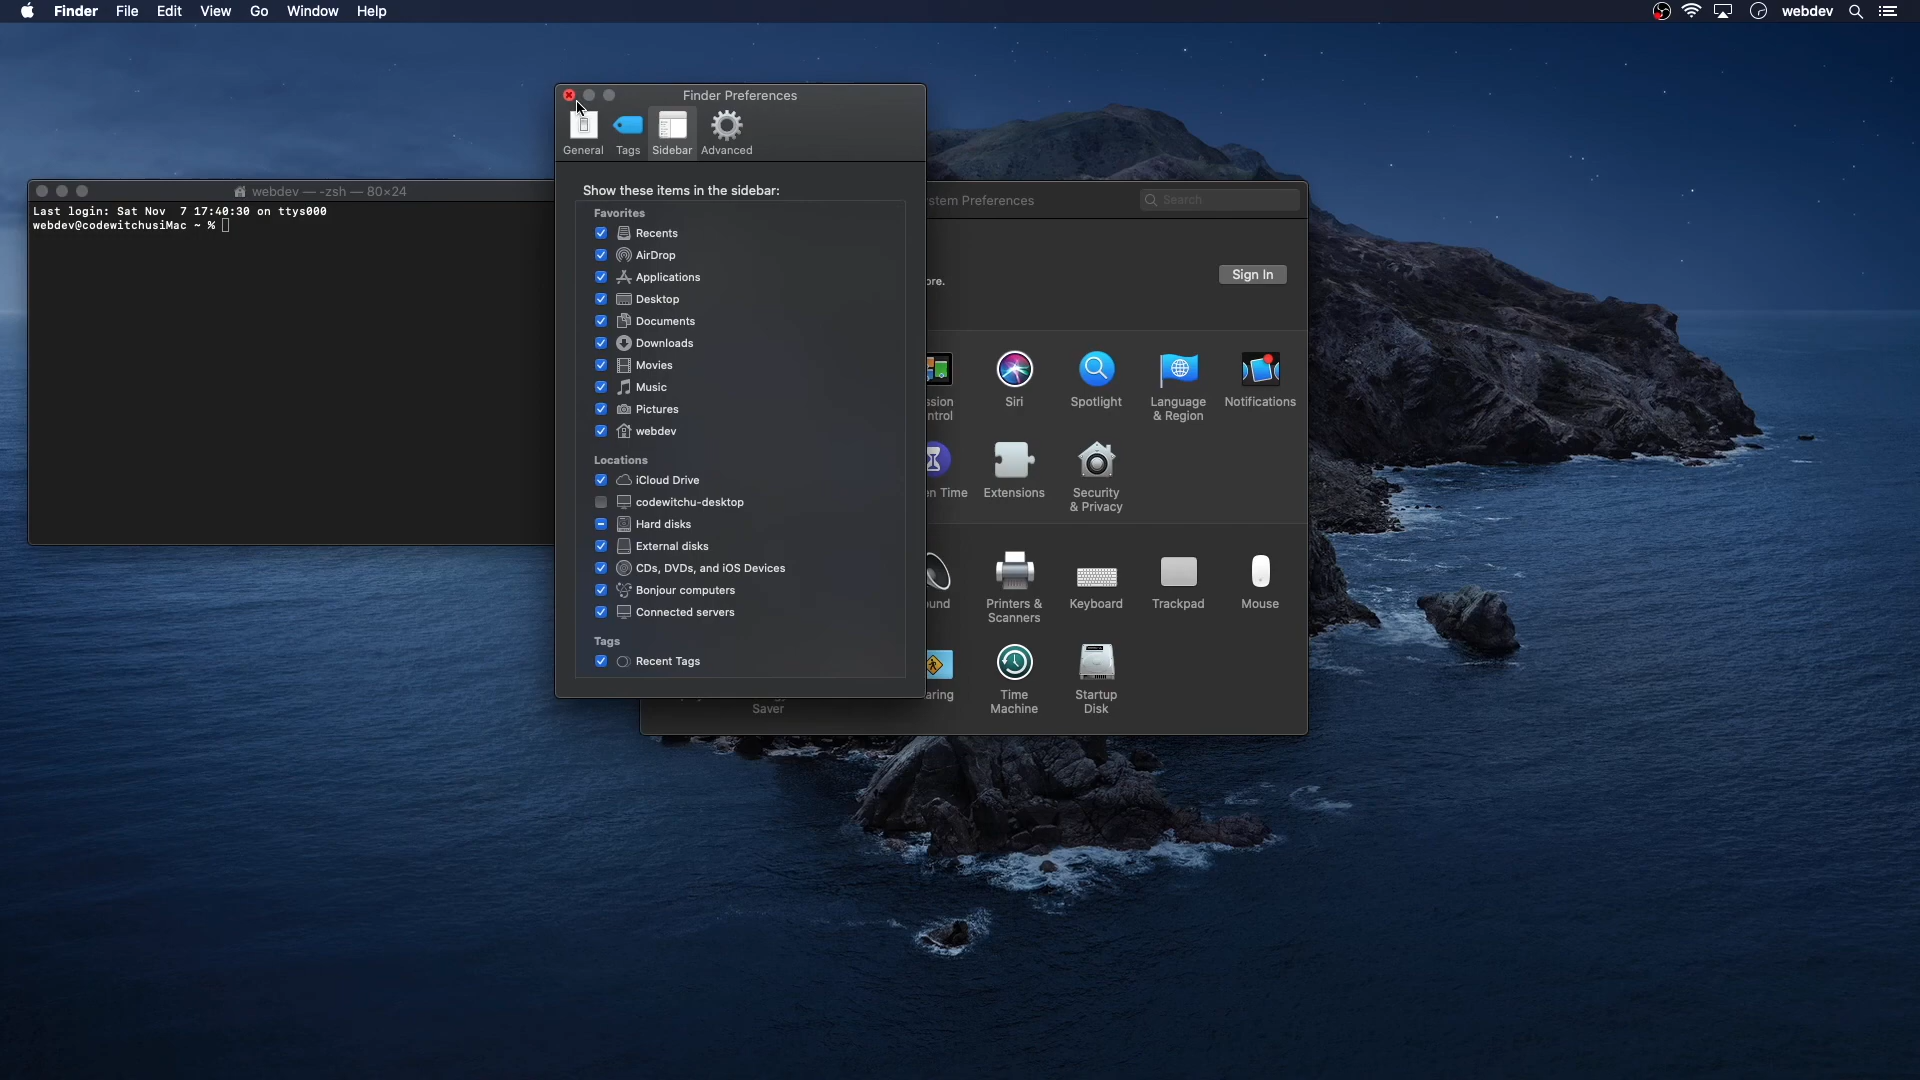 Finder File Edit View Go Window Help
webdev
Finder Preferences
General Tags Sidebar Advanced
Show these items in the sidebar:
Favorites
Recents
AirDrop
Applications
Desktop
Documents
Downloads
Movies
Music
Pictures
webdev
Locations
iCloud Drive
codewitchu-desktop
Hard disks
External disks
CDs, DVDs, and iOS Devices
Bonjour computers
Connected servers
Tags
Recent Tags
webdev — -zsh — 80×24
Last login: Sat Nov  7 17:40:30 on ttys000
webdev@codewitchusiMac ~ %
stem Preferences
Search
ore.
Sign In
ssion
ntrol
Siri
Spotlight
Language
& Region
Notifications
en Time
Extensions
Security
& Privacy
und
Printers &
Scanners
Keyboard
Trackpad
Mouse
Saver
aring
Time
Machine
Startup
Disk